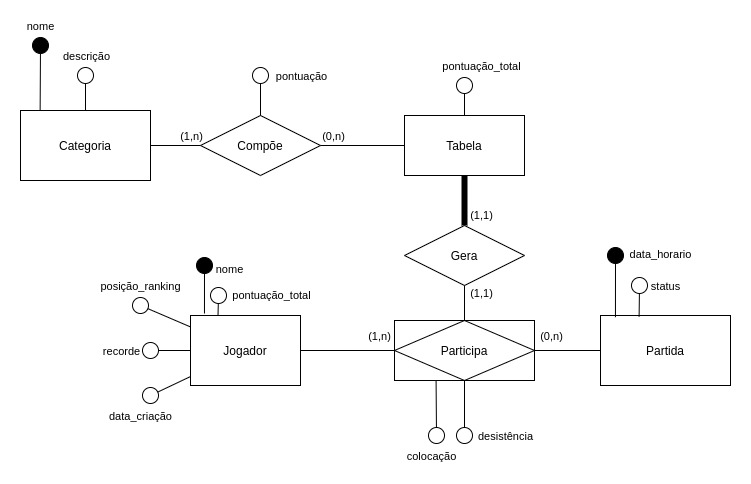 nome
descrição
pontuação
pontuação_total
Categoria
(1,n)
Compõe
(0,n)
Tabela
(1,1)
Gera
(1,1)
nome
posição_ranking
pontuação_total
recorde
Jogador
data_criação
(1,n)
Participa
(0,n)
data_horario
status
Partida
desistência
colocação